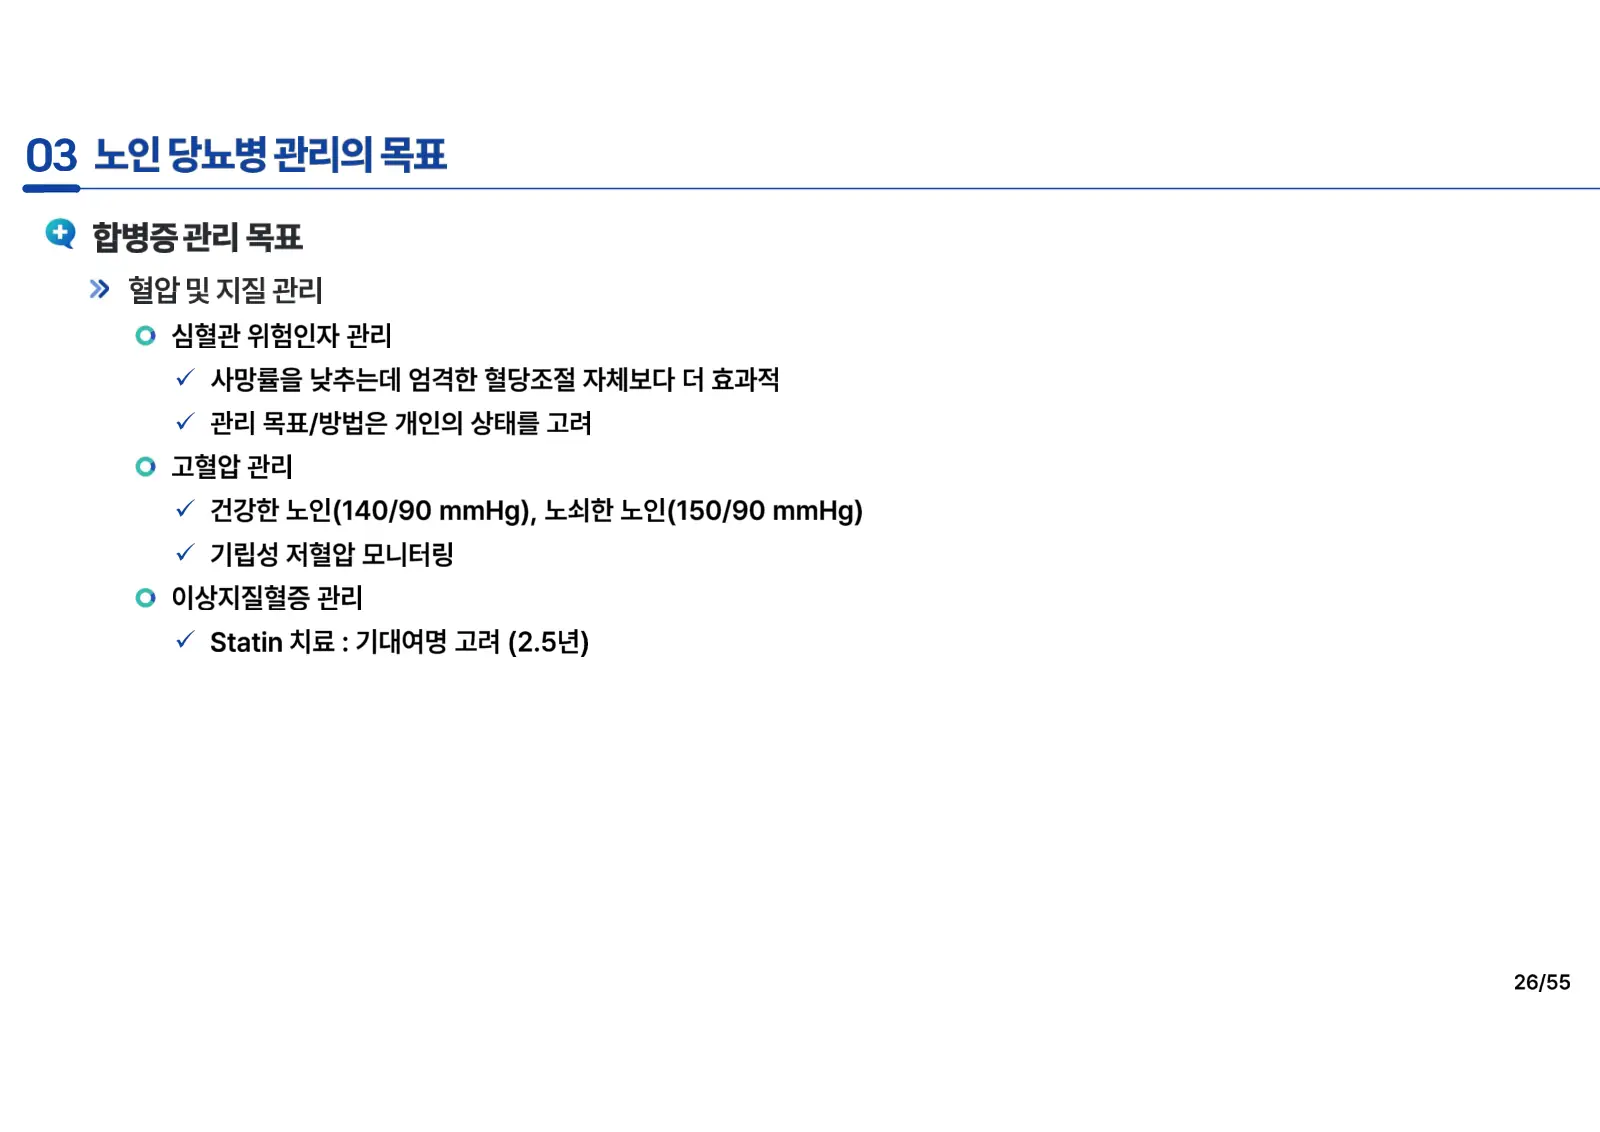 03 노인 당뇨병 관리의 목표
합병증 관리 목표
혈압 및 지질 관리
심혈관 위험인자 관리
사망률을 낮추는데 엄격한 혈당조절 자체보다 더 효과적
관리 목표/방법은 개인의 상태를 고려
고혈압 관리
건강한 노인(140/90 mmHg), 노쇠한 노인(150/90 mmHg)
기립성 저혈압 모니터링
이상지질혈증 관리
Statin 치료 : 기대여명 고려 (2.5년)
26/55